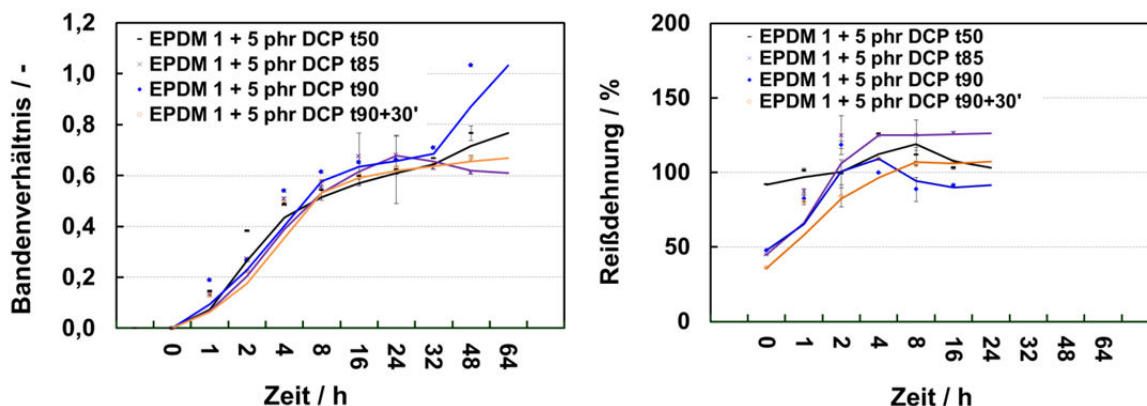 1,2
1,0
0,8
0,6
0,4
0,2
0,0
Bandenverhältnis / -
EPDM 1 + 5 phr DCP t50
EPDM 1 + 5 phr DCP t85
EPDM 1 + 5 phr DCP t90
EPDM 1 + 5 phr DCP t90+30'
0 1 2 4 8 16 24 32 48 64
Zeit / h
200
150
100
50
0
Reißdehnung / %
EPDM 1 + 5 phr DCP t50
EPDM 1 + 5 phr DCP t85
EPDM 1 + 5 phr DCP t90
EPDM 1 + 5 phr DCP t90+30'
0 1 2 4 8 16 24 32 48 64
Zeit / h